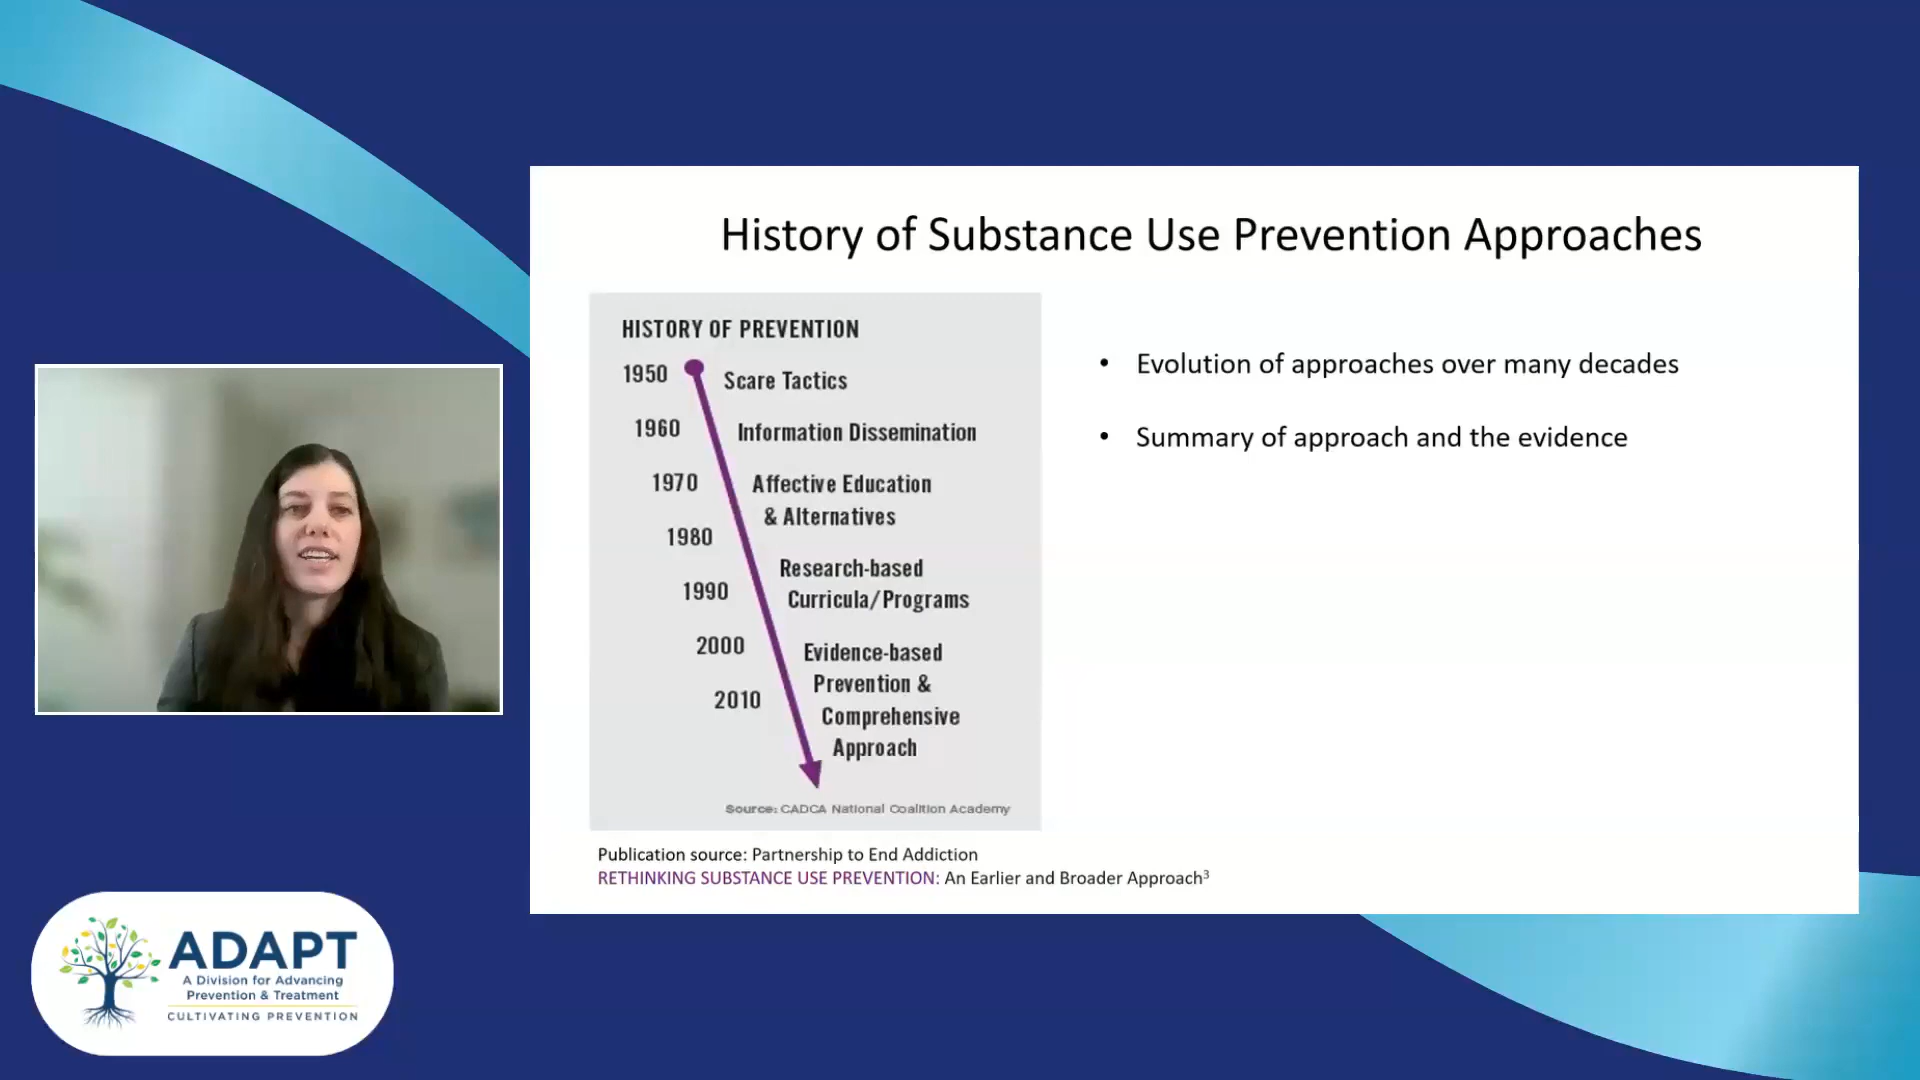 History of Substance Use Prevention Approaches
HISTORY OF PREVENTION
1950
Scare Tactics
1960
Information Dissemination
1970
Affective Education
& Alternatives
1980
Research-based
1990
Curricula/Programs
2000
Evidence-based
Prevention &
2010
Comprehensive
Approach
Source: CADCA National Coalition Academy
• Evolution of approaches over many decades
• Summary of approach and the evidence
Publication source: Partnership to End Addiction
RETHINKING SUBSTANCE USE PREVENTION: An Earlier and Broader Approach³
ADAPT
A Division for Advancing
Prevention & Treatment
CULTIVATING PREVENTION